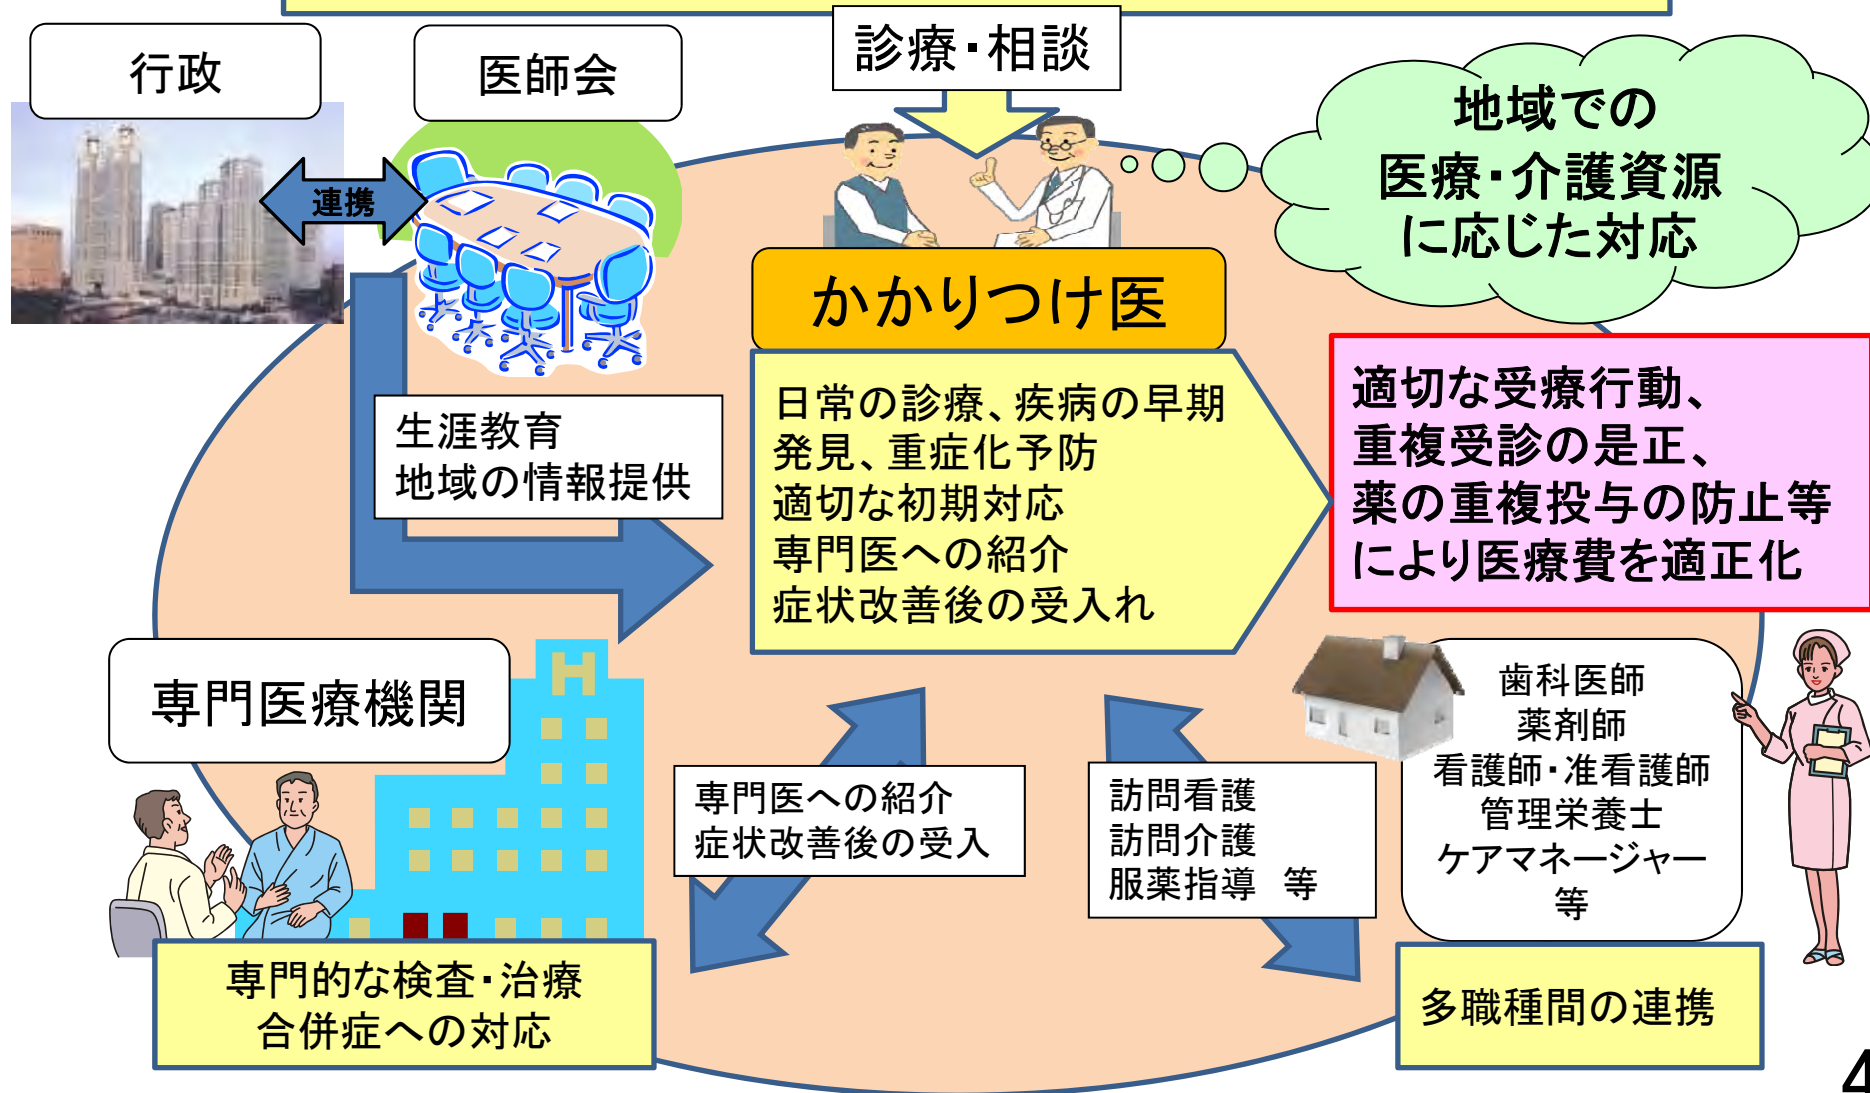 行政
医師会
診療・相談
連携
地域での
医療・介護資源
に応じた対応
かかりつけ医
日常の診療、疾病の早期
発見、重症化予防
適切な初期対応
専門医への紹介
症状改善後の受入れ
適切な受療行動、
重複受診の是正、
薬の重複投与の防止等
により医療費を適正化
生涯教育
地域の情報提供
専門医療機関
H
専門医への紹介
症状改善後の受入
訪問看護
訪問介護
服薬指導　等
歯科医師
薬剤師
看護師・准看護師
管理栄養士
ケアマネージャー
等
専門的な検査・治療
合併症への対応
多職種間の連携
4